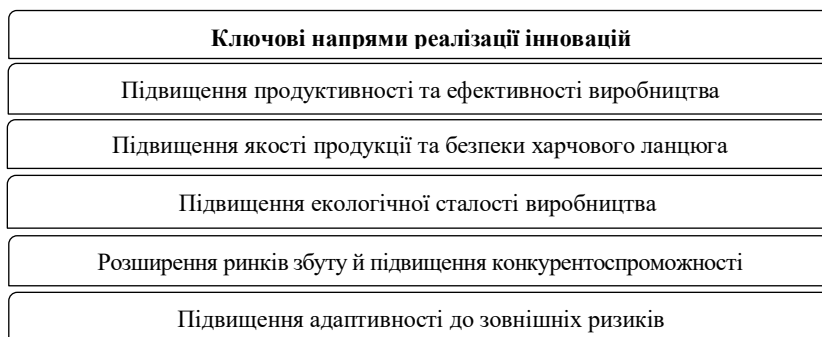 Ключові напрями реалізації інновацій
Підвищення продуктивності та ефективності виробництва
Підвищення якості продукції та безпеки харчового ланцюга
Підвищення екологічної сталості виробництва
Розширення ринків збуту й підвищення конкурентоспроможності
Підвищення адаптивності до зовнішніх ризиків